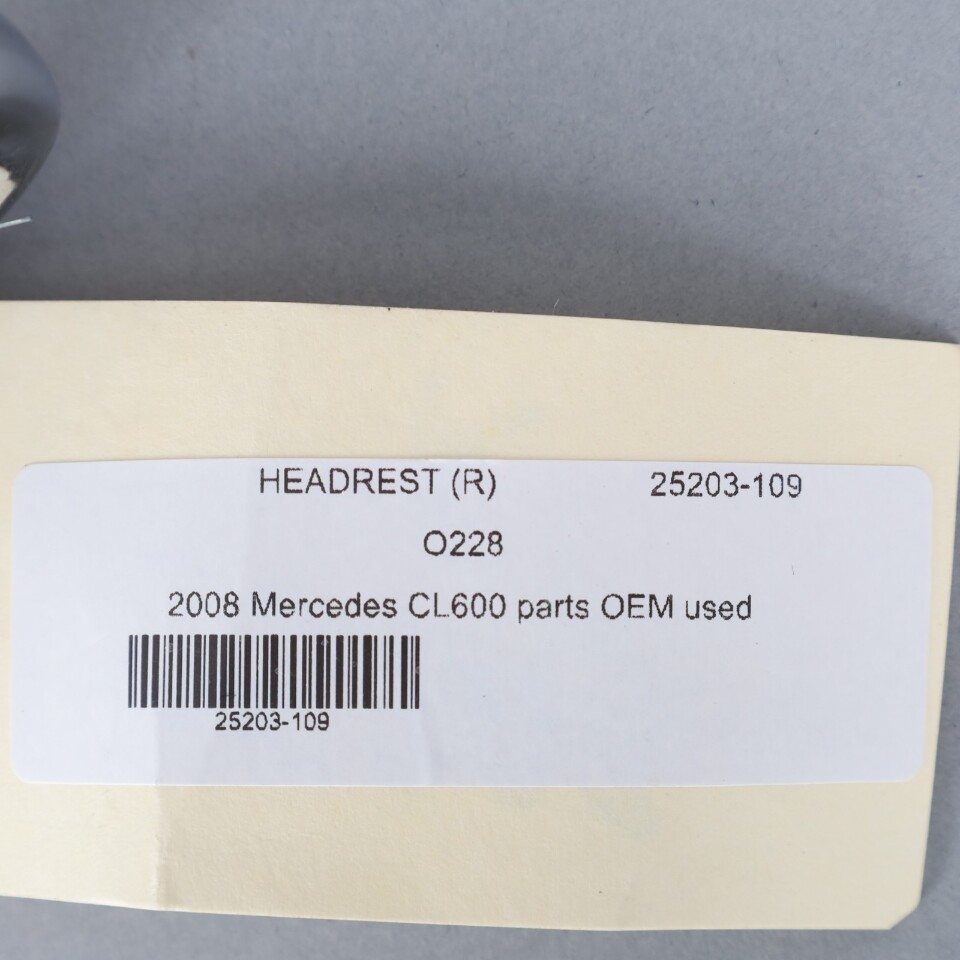 HEADREST (R) 25203-109
O228
2008 Mercedes CL600 parts OEM used
25203-109